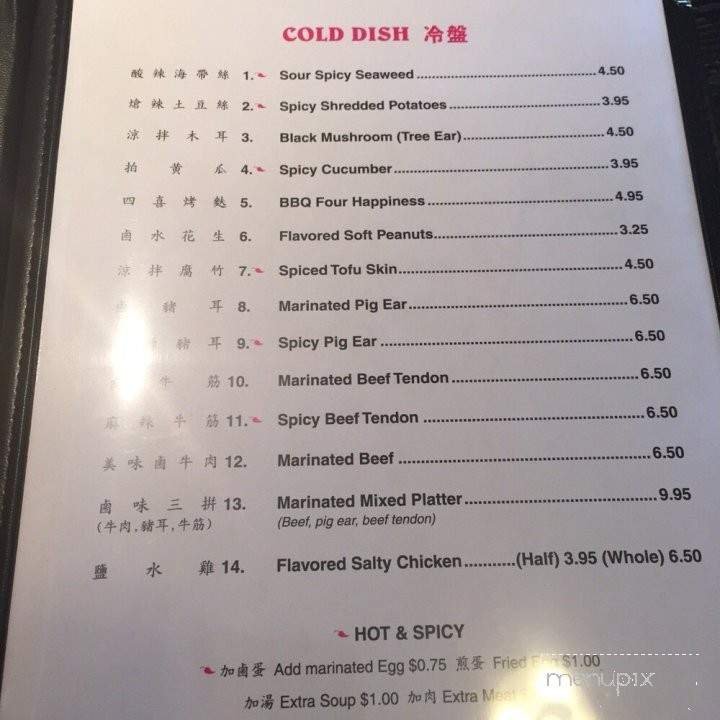 COLD DISH 冷盤
酸辣海帶絲 1. Sour Spicy Seaweed 4.50
熗辣土豆絲 2. Spicy Shredded Potatoes 3.95
涼拌木耳 3. Black Mushroom (Tree Ear) 4.50
拍黃瓜 4. Spicy Cucumber 3.95
四喜烤麩 5. BBQ Four Happiness 4.95
鹵水花生 6. Flavored Soft Peanuts 3.25
涼拌腐竹 7. Spiced Tofu Skin 4.50
豬耳 8. Marinated Pig Ear 6.50
豬耳 9. Spicy Pig Ear 6.50
牛筋 10. Marinated Beef Tendon 6.50
麻辣牛筋 11. Spicy Beef Tendon 6.50
美味鹵牛肉 12. Marinated Beef 6.50
鹵味三拼 13. Marinated Mixed Platter 9.95
(牛肉,豬耳,牛筋) (Beef, pig ear, beef tendon)
鹽水雞 14. Flavored Salty Chicken (Half) 3.95 (Whole) 6.50
HOT & SPICY
加鹵蛋 Add marinated Egg $0.75 煎蛋 Fried Egg $1.00
加湯 Extra Soup $1.00 加肉 Extra Meat
menupix